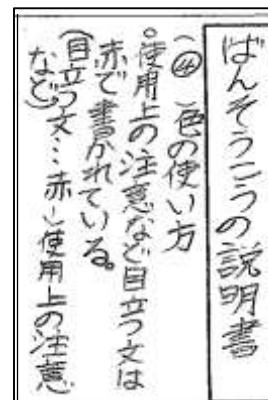 ばんそうこうの説明書
(④)色の使い方
。使用上の注意など目立つ文は
赤で書かれている。
(目立つ文…赤し使用上の注意
など)